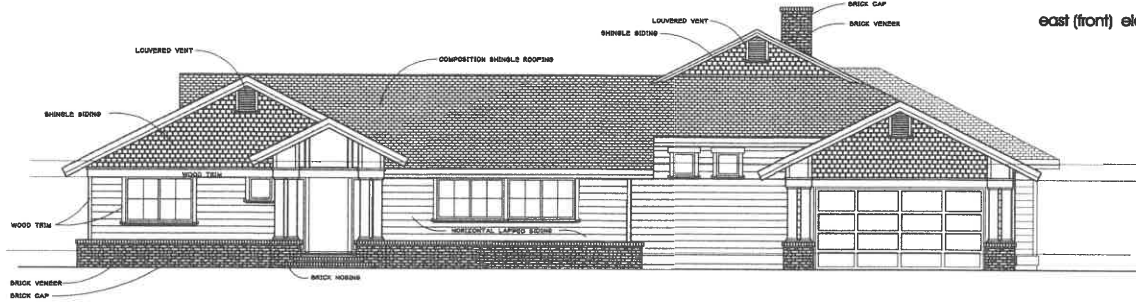 BRICK CAP
east (front) ele
LOUVERED VENT
BRICK VENEER
SHINGLE SIDING
LOUVERED VENT
COMPOSITION SHINGLE ROOFING
SHINGLE SIDING
WOOD TRIM
WOOD TRIM
HORIZONTAL LAPPED SIDING
BRICK VENEER
BRICK NOSING
BRICK CAP